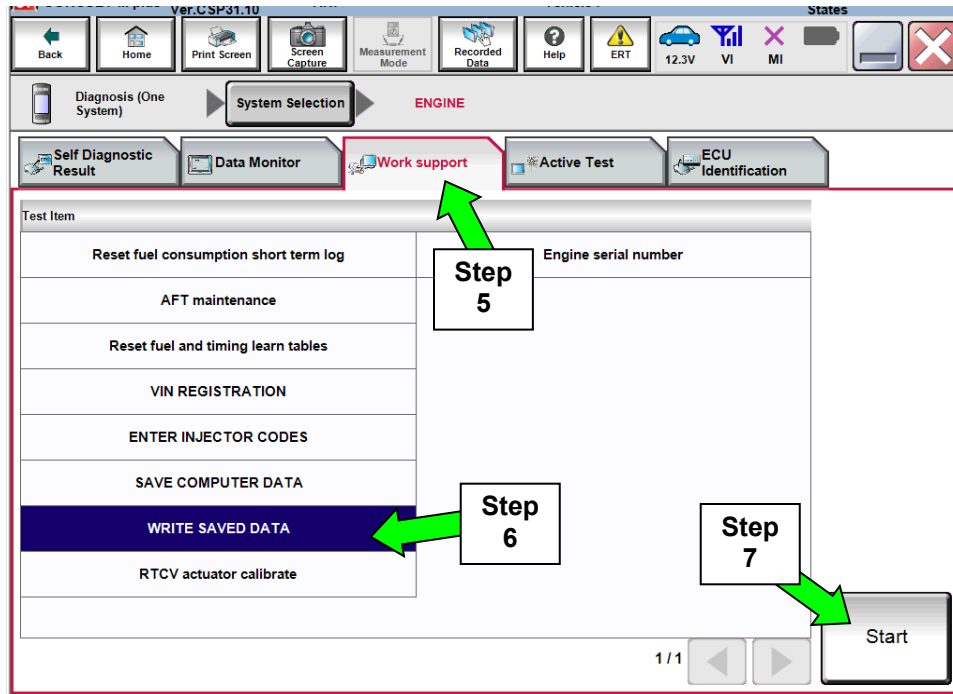 Ver.CSP31.10
States
Back
Home
Print Screen
Screen
Capture
Measurement
Mode
Recorded
Data
Help
ERT
12.3V
VI
MI
Diagnosis (One
System)
System Selection
ENGINE
Self Diagnostic
Result
Data Monitor
Work support
Active Test
ECU
Identification
Test Item
Reset fuel consumption short term log
Engine serial number
Step
5
AFT maintenance
Reset fuel and timing learn tables
VIN REGISTRATION
ENTER INJECTOR CODES
SAVE COMPUTER DATA
WRITE SAVED DATA
Step
6
Step
7
RTCV actuator calibrate
Start
1/1